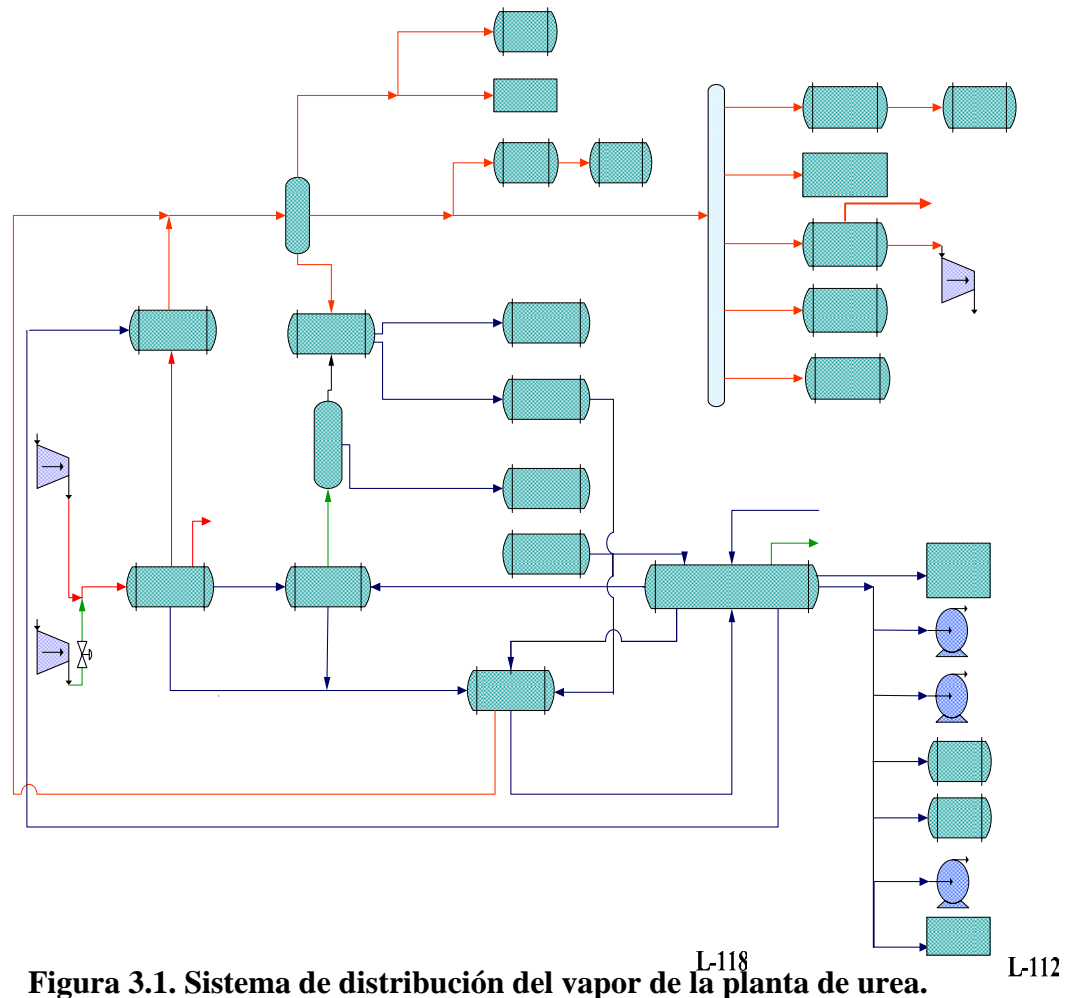 L-118
L-112
Figura 3.1. Sistema de distribución del vapor de la planta de urea.